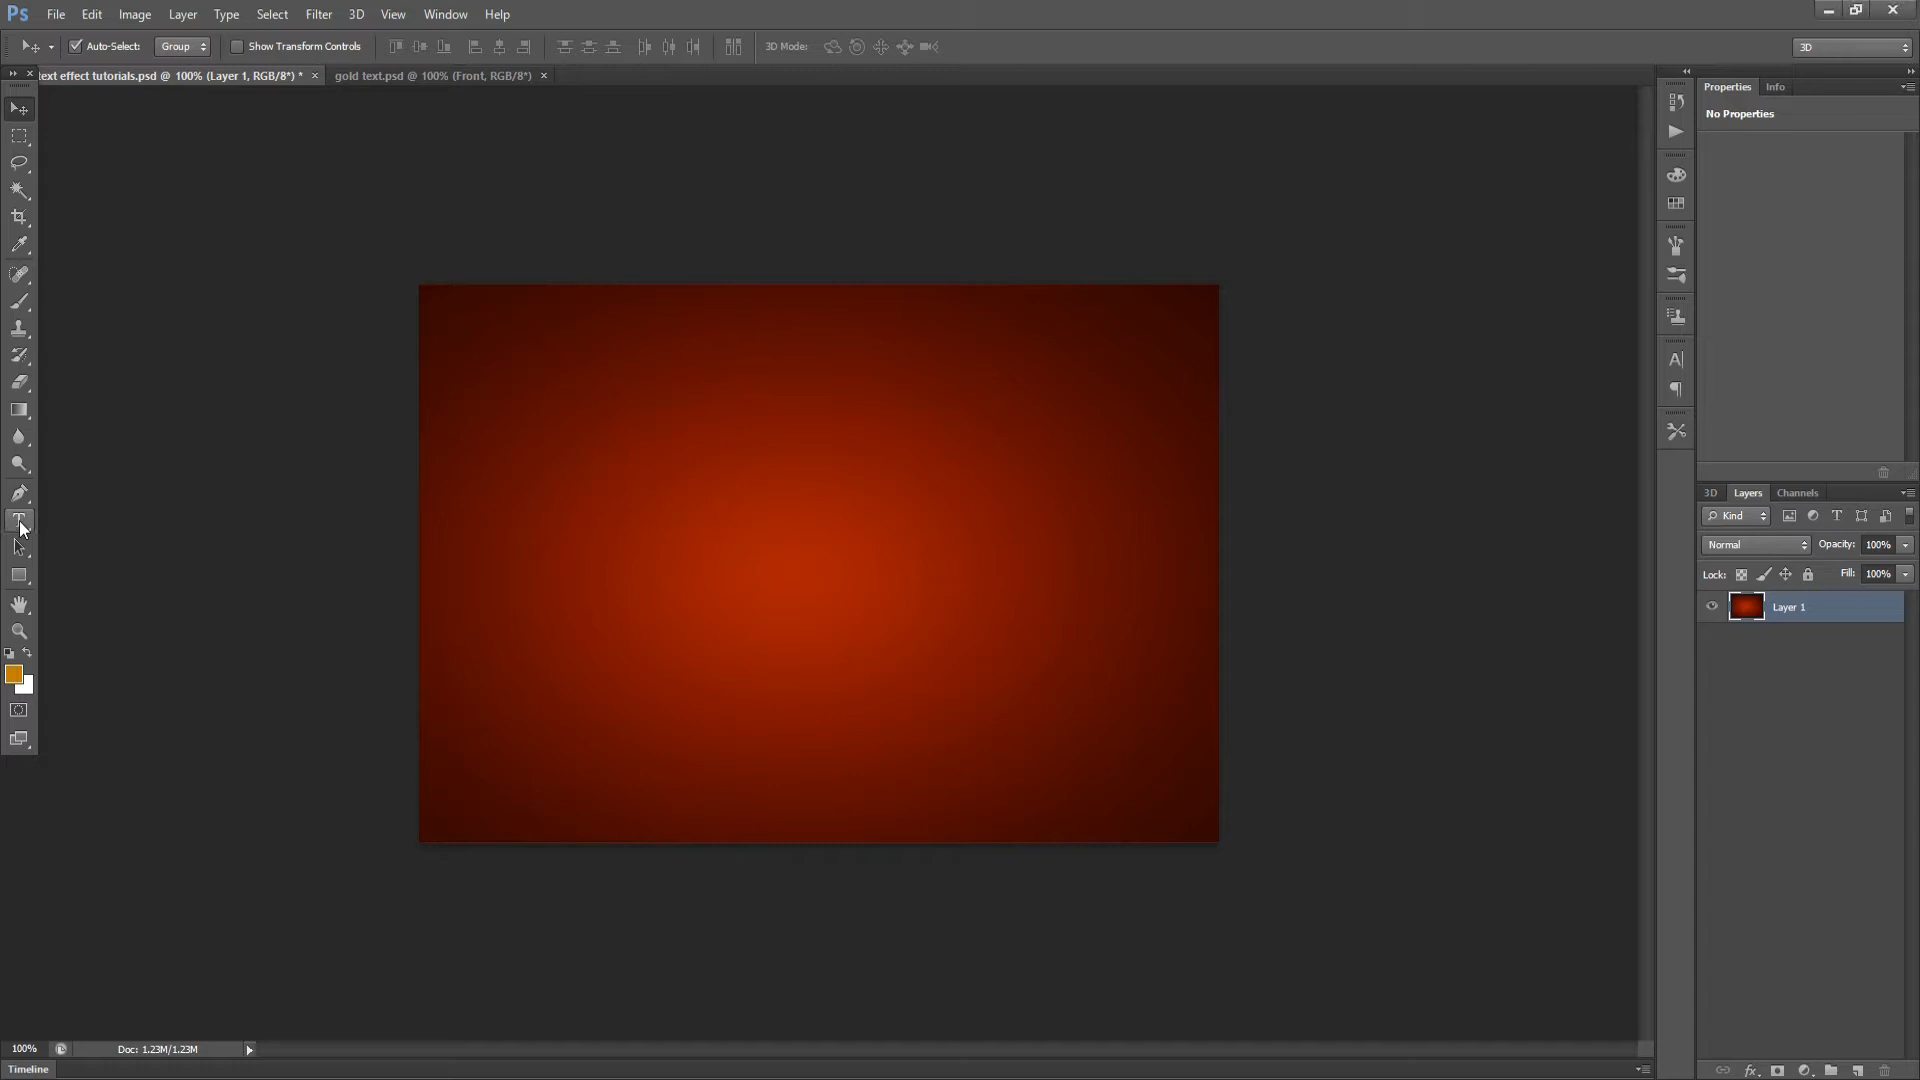 Ps File Edit Image Layer Type Select Filter 3D View Window Help
Auto-Select: Group Show Transform Controls 3D Mode: 3D
text effect tutorials.psd @ 100% (Layer 1, RGB/8*) * × gold text.psd @ 100% (Front, RGB/8*) ×
Properties Info
No Properties
3D Layers Channels
Kind
Normal Opacity: 100%
Lock: Fill: 100%
Layer 1
100% Doc: 1.23M/1.23M
Timeline